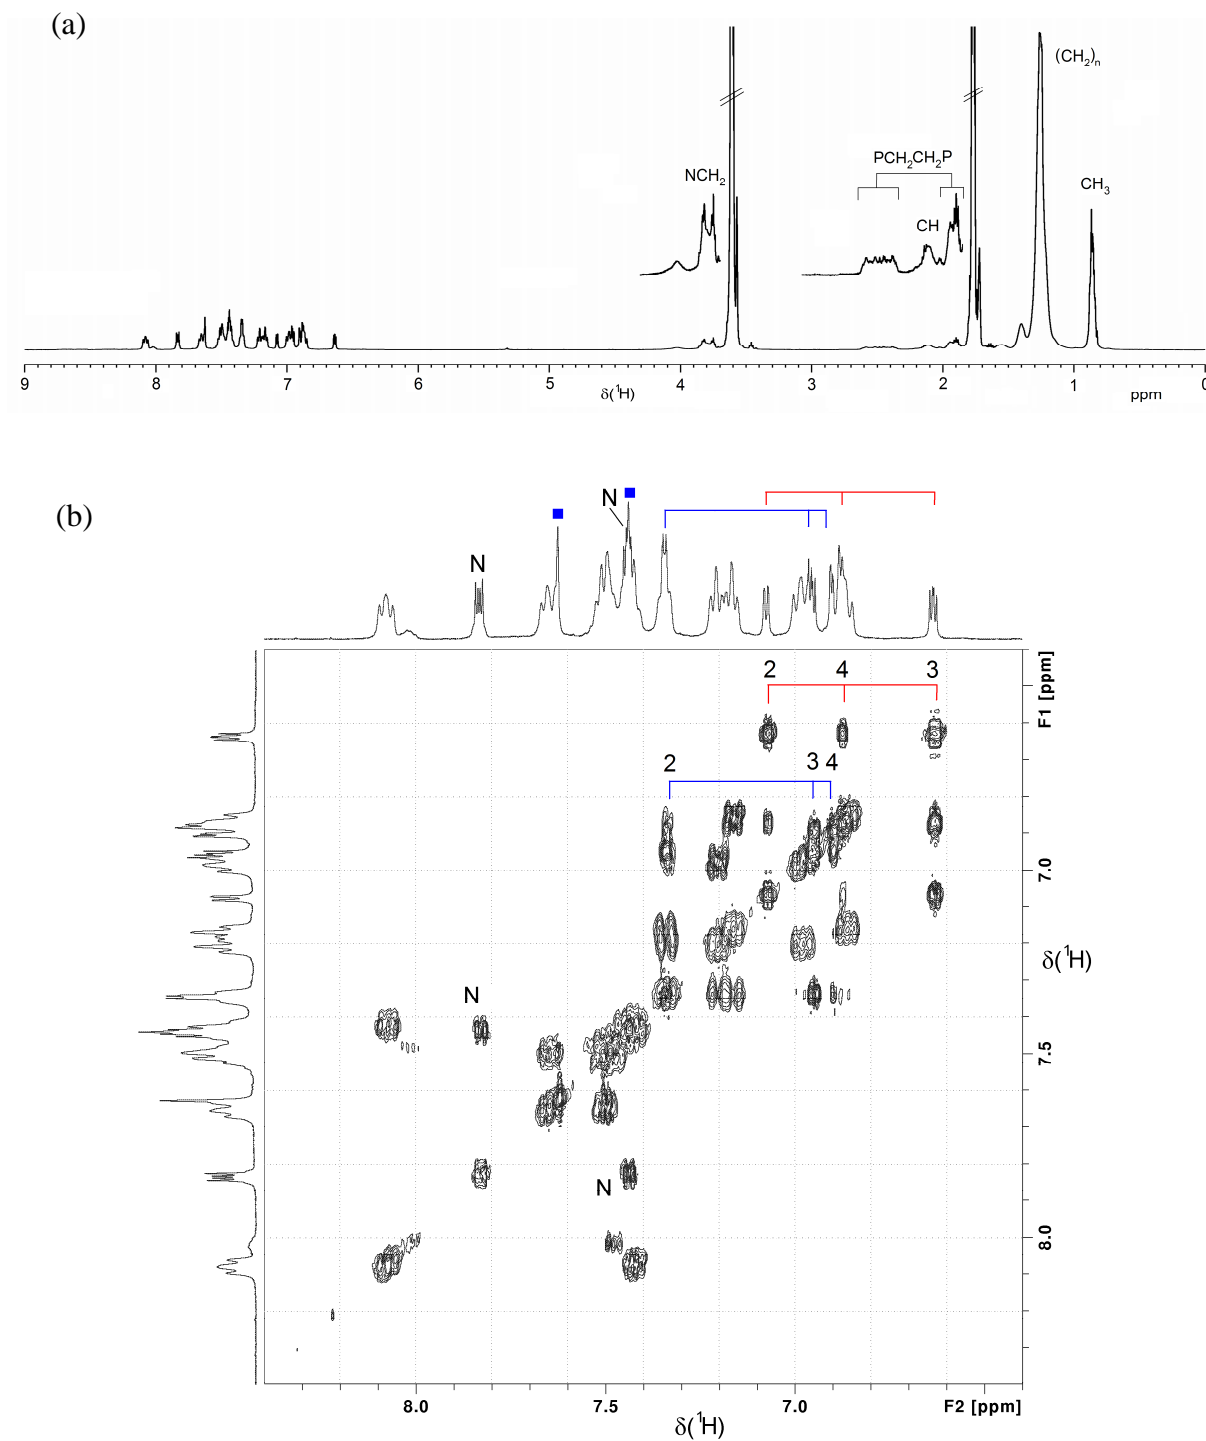 (a)
(CH₂)ₙ
PCH₂CH₂P
NCH₂
CH₃
CH
9 8 7 6 5 4 3 2 1 0
δ(¹H) ppm
(b)
N
N
2 4 3
F1 [ppm]
2 3 4
7.0
δ(¹H)
N
7.5
N
8.0
8.0 7.5 7.0 F2 [ppm]
δ(¹H)